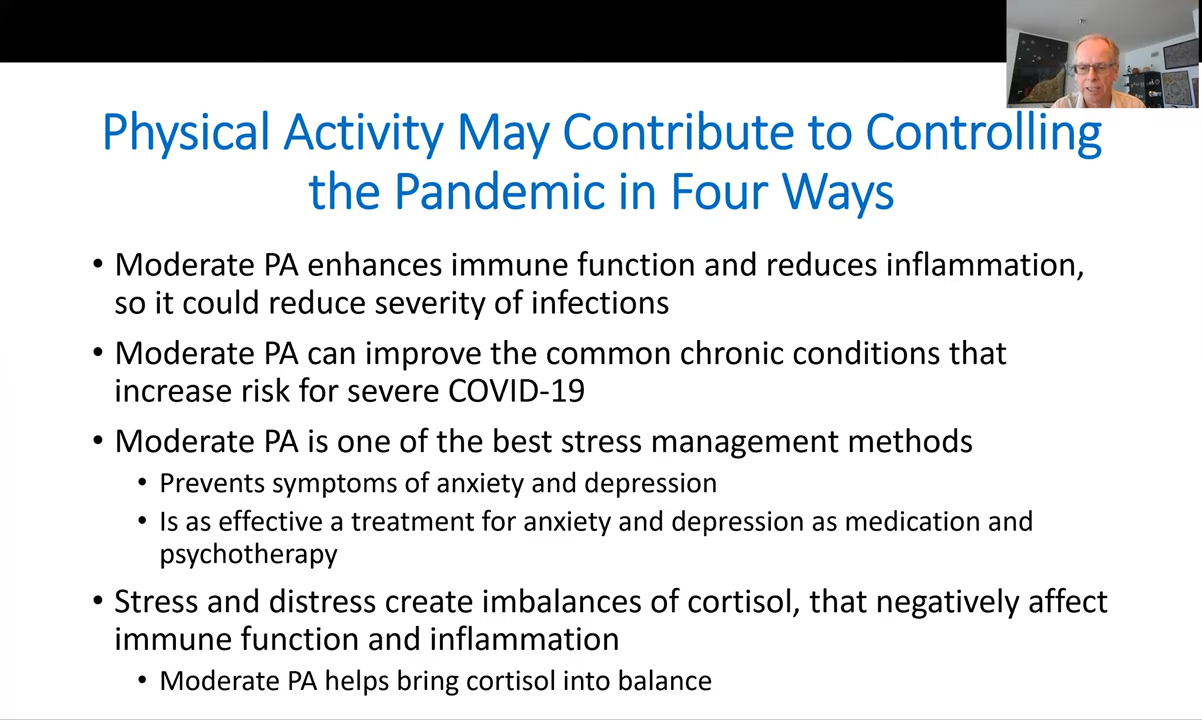 Physical Activity May Contribute to Controlling
the Pandemic in Four Ways
• Moderate PA enhances immune function and reduces inflammation,
so it could reduce severity of infections
• Moderate PA can improve the common chronic conditions that
increase risk for severe COVID-19
• Moderate PA is one of the best stress management methods
• Prevents symptoms of anxiety and depression
• Is as effective a treatment for anxiety and depression as medication and
psychotherapy
• Stress and distress create imbalances of cortisol, that negatively affect
immune function and inflammation
• Moderate PA helps bring cortisol into balance